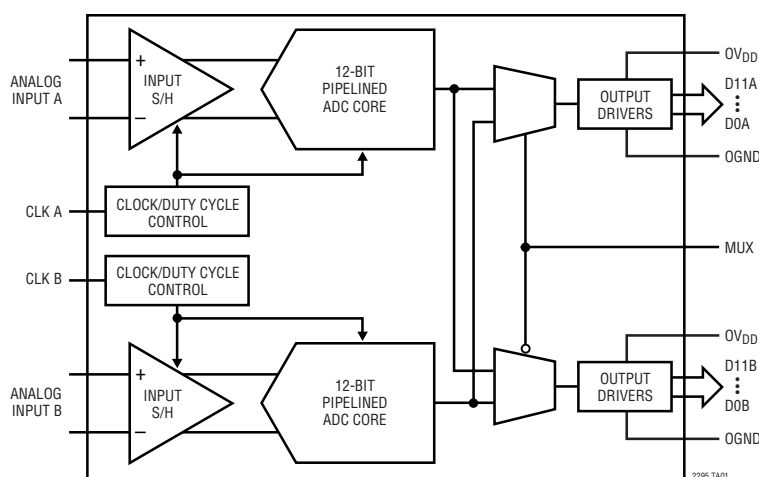 ANALOG
INPUT A
+
−
INPUT
S/H
12-BIT
PIPELINED
ADC CORE
OUTPUT
DRIVERS
OVDD
D11A
•••
D0A
OGND
CLK A
CLOCK/DUTY CYCLE
CONTROL
MUX
CLK B
CLOCK/DUTY CYCLE
CONTROL
ANALOG
INPUT B
+
−
INPUT
S/H
12-BIT
PIPELINED
ADC CORE
OUTPUT
DRIVERS
OVDD
D11B
•••
D0B
OGND
2295 TA01